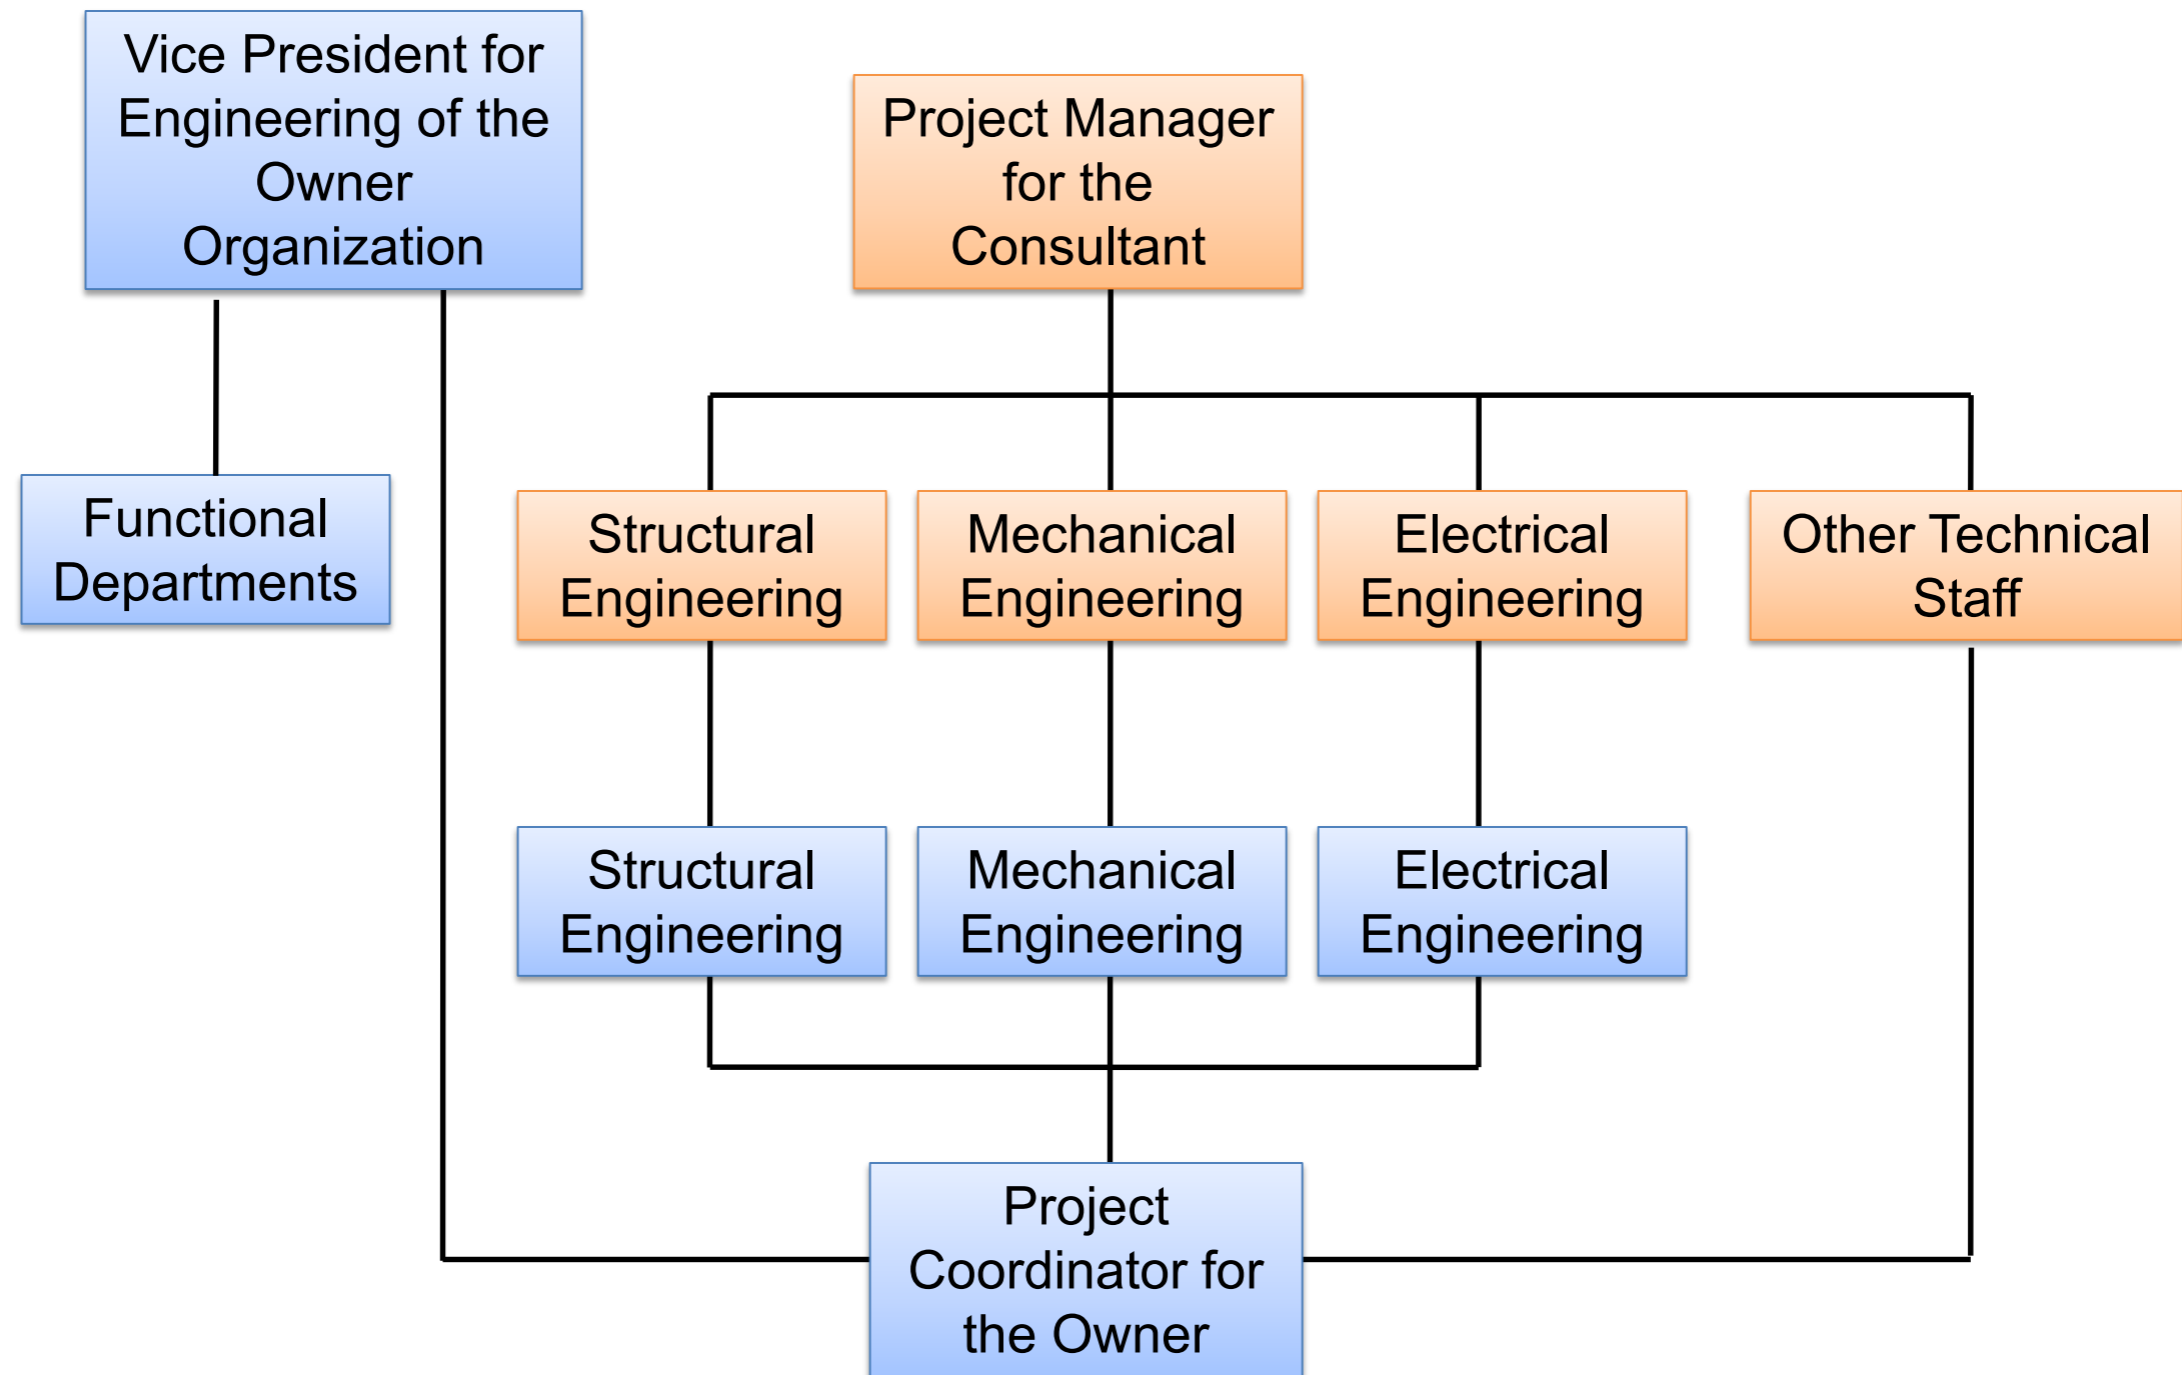 Vice President for
Engineering of the
Owner
Organization
Project Manager
for the
Consultant
Functional
Departments
Structural
Engineering
Mechanical
Engineering
Electrical
Engineering
Other Technical
Staff
Structural
Engineering
Mechanical
Engineering
Electrical
Engineering
Project
Coordinator for
the Owner